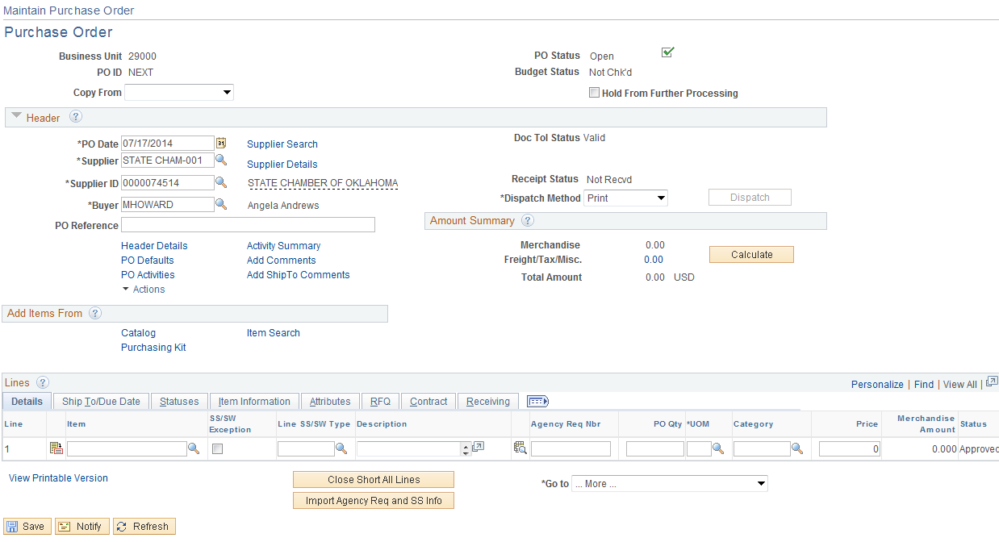 Maintain Purchase Order
Purchase Order
Business Unit 29000
PO Status Open
PO ID NEXT
Budget Status Not Chk'd
Copy From
Hold From Further Processing
Header ?
Doc Tol Status Valid
*PO Date 07/17/2014 31 Supplier Search
*Supplier STATE CHAM-001 Supplier Details
Receipt Status Not Recvd
*Supplier ID 0000074514 STATE CHAMBER OF OKLAHOMA
*Dispatch Method Print Dispatch
*Buyer MHOWARD Angela Andrews
Amount Summary ?
PO Reference
Header Details Activity Summary
Merchandise 0.00
PO Defaults Add Comments
Freight/Tax/Misc. 0.00 Calculate
PO Activities Add ShipTo Comments
Total Amount 0.00 USD
Actions
Add Items From ?
Catalog Item Search
Purchasing Kit
Lines ?
Personalize | Find | View All |
Details Ship To/Due Date Statuses Item Information Attributes RFQ Contract Receiving
Line Item SS/SW Exception Line SS/SW Type Description Agency Req Nbr PO Qty *UOM Category Price Merchandise Amount Status
1 0 0.000 Approved
View Printable Version
Close Short All Lines
*Go to ... More ...
Import Agency Req and SS Info
Save Notify Refresh